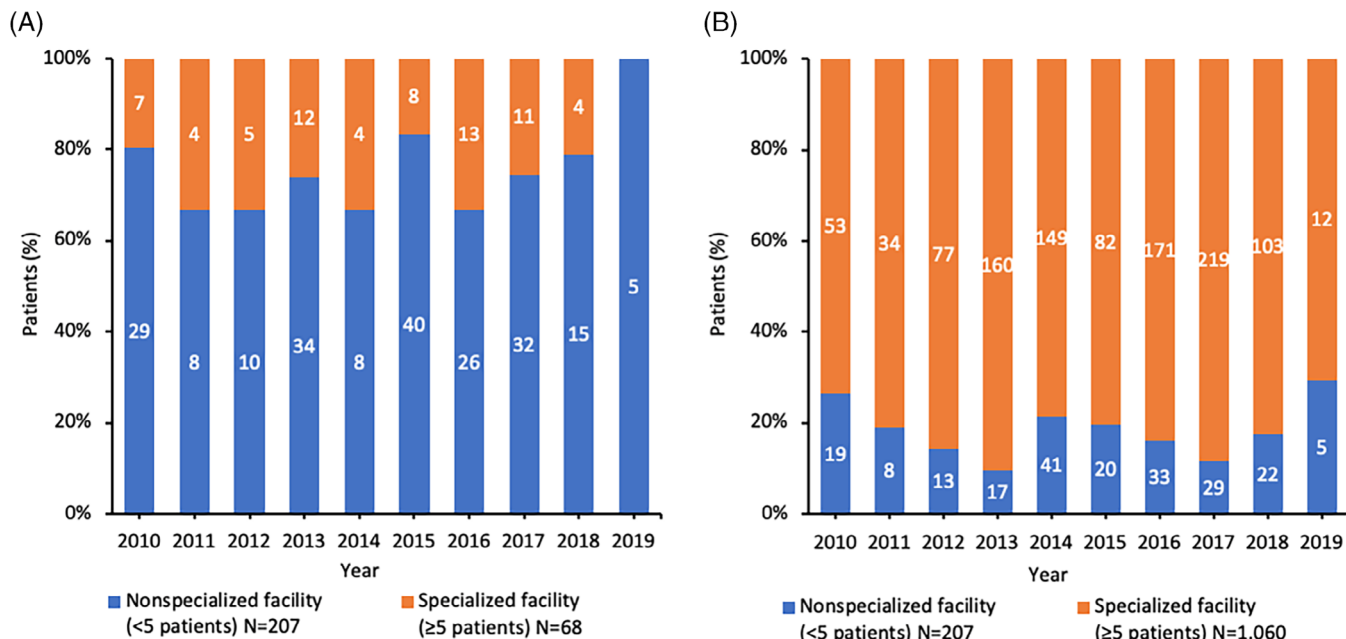 (A)
100%
80%
60%
40%
20%
0%
Patients (%)
7 4 5 12 4 8 13 11 4
29 8 10 34 8 40 26 32 15 5
2010 2011 2012 2013 2014 2015 2016 2017 2018 2019
Year
Nonspecialized facility
(<5 patients) N=207
Specialized facility
(≥5 patients) N=68
(B)
100%
80%
60%
40%
20%
0%
Patients (%)
53 34 77 160 149 82 171 219 103 12
19 8 13 17 41 20 33 29 22 5
2010 2011 2012 2013 2014 2015 2016 2017 2018 2019
Year
Nonspecialized facility
(<5 patients) N=207
Specialized facility
(≥5 patients) N=1,060